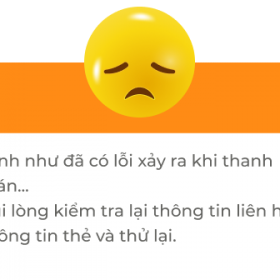 nh như đã có lỗi xảy ra khi thanh
án...
i lòng kiểm tra lại thông tin liên h
ông tin thẻ và thử lại.